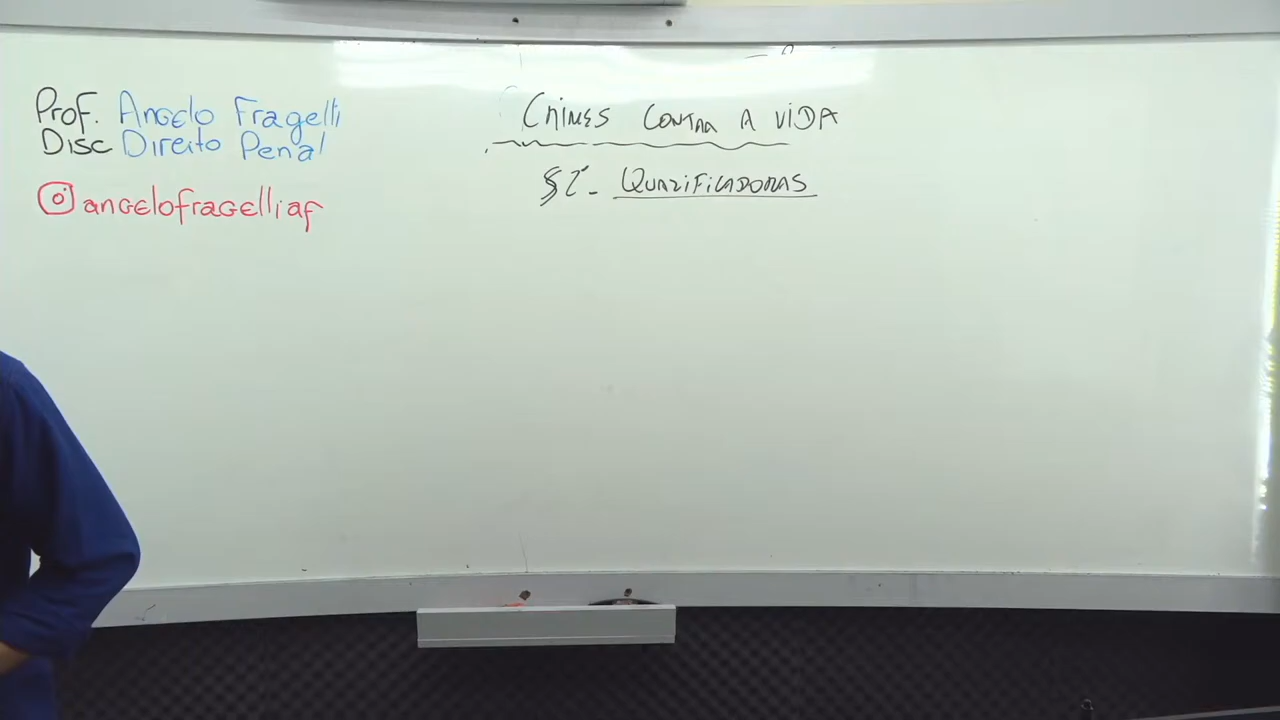 Prof. Angelo Fragelli
Disc Direito Penal
angelofragelliaf
CRIMES CONTRA A VIDA
§2º - QUALIFICADORAS